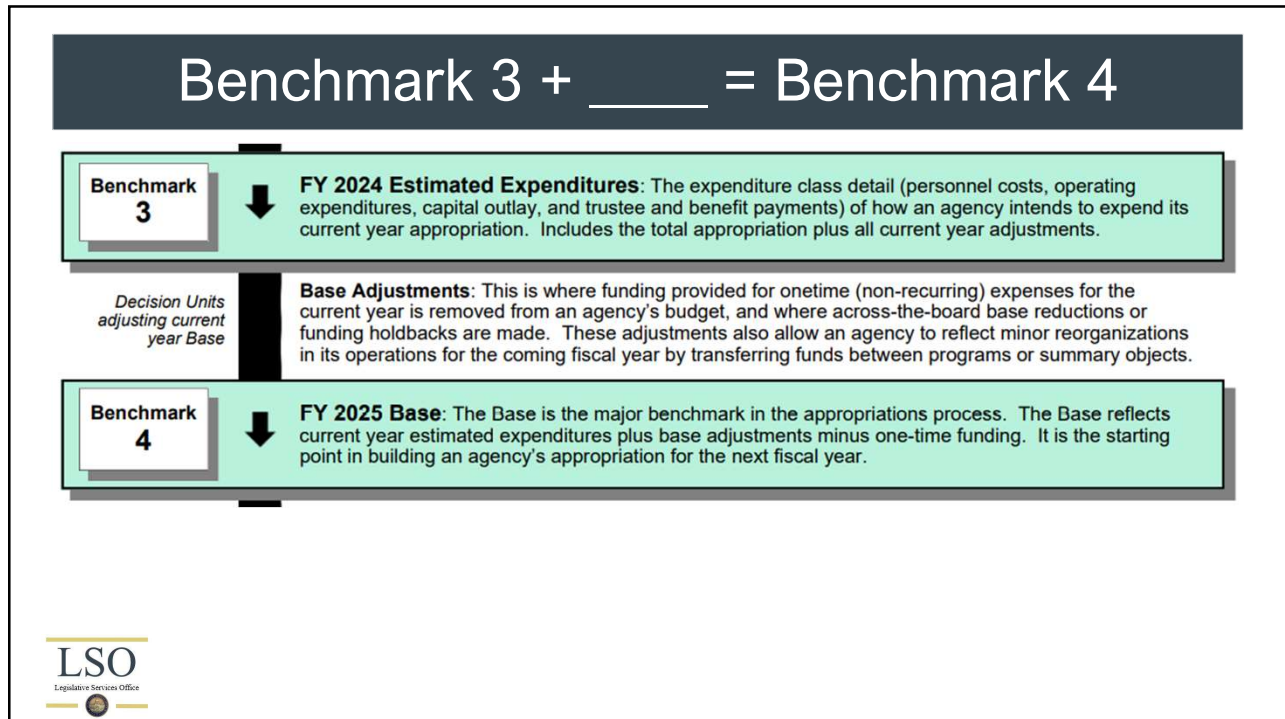 Benchmark 3 + ____ = Benchmark 4
Benchmark
3
FY 2024 Estimated Expenditures: The expenditure class detail (personnel costs, operating
expenditures, capital outlay, and trustee and benefit payments) of how an agency intends to expend its
current year appropriation. Includes the total appropriation plus all current year adjustments.
Decision Units
adjusting current
year Base
Base Adjustments: This is where funding provided for onetime (non-recurring) expenses for the
current year is removed from an agency's budget, and where across-the-board base reductions or
funding holdbacks are made. These adjustments also allow an agency to reflect minor reorganizations
in its operations for the coming fiscal year by transferring funds between programs or summary objects.
Benchmark
4
FY 2025 Base: The Base is the major benchmark in the appropriations process. The Base reflects
current year estimated expenditures plus base adjustments minus one-time funding. It is the starting
point in building an agency's appropriation for the next fiscal year.
LSO
Legislative Services Office